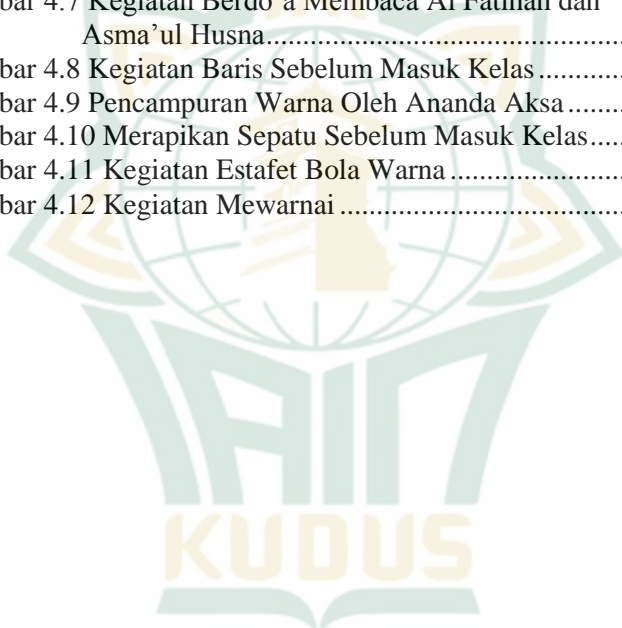 bar 4.7 Kegiatan Berdo'a Membaca Al Fatihah dan
Asma'ul Husna.......................................................
bar 4.8 Kegiatan Baris Sebelum Masuk Kelas..............
bar 4.9 Pencampuran Warna Oleh Ananda Aksa..........
bar 4.10 Merapikan Sepatu Sebelum Masuk Kelas.....
bar 4.11 Kegiatan Estafet Bola Warna.........................
bar 4.12 Kegiatan Mewarnai........................................
IAIN
KUDUS